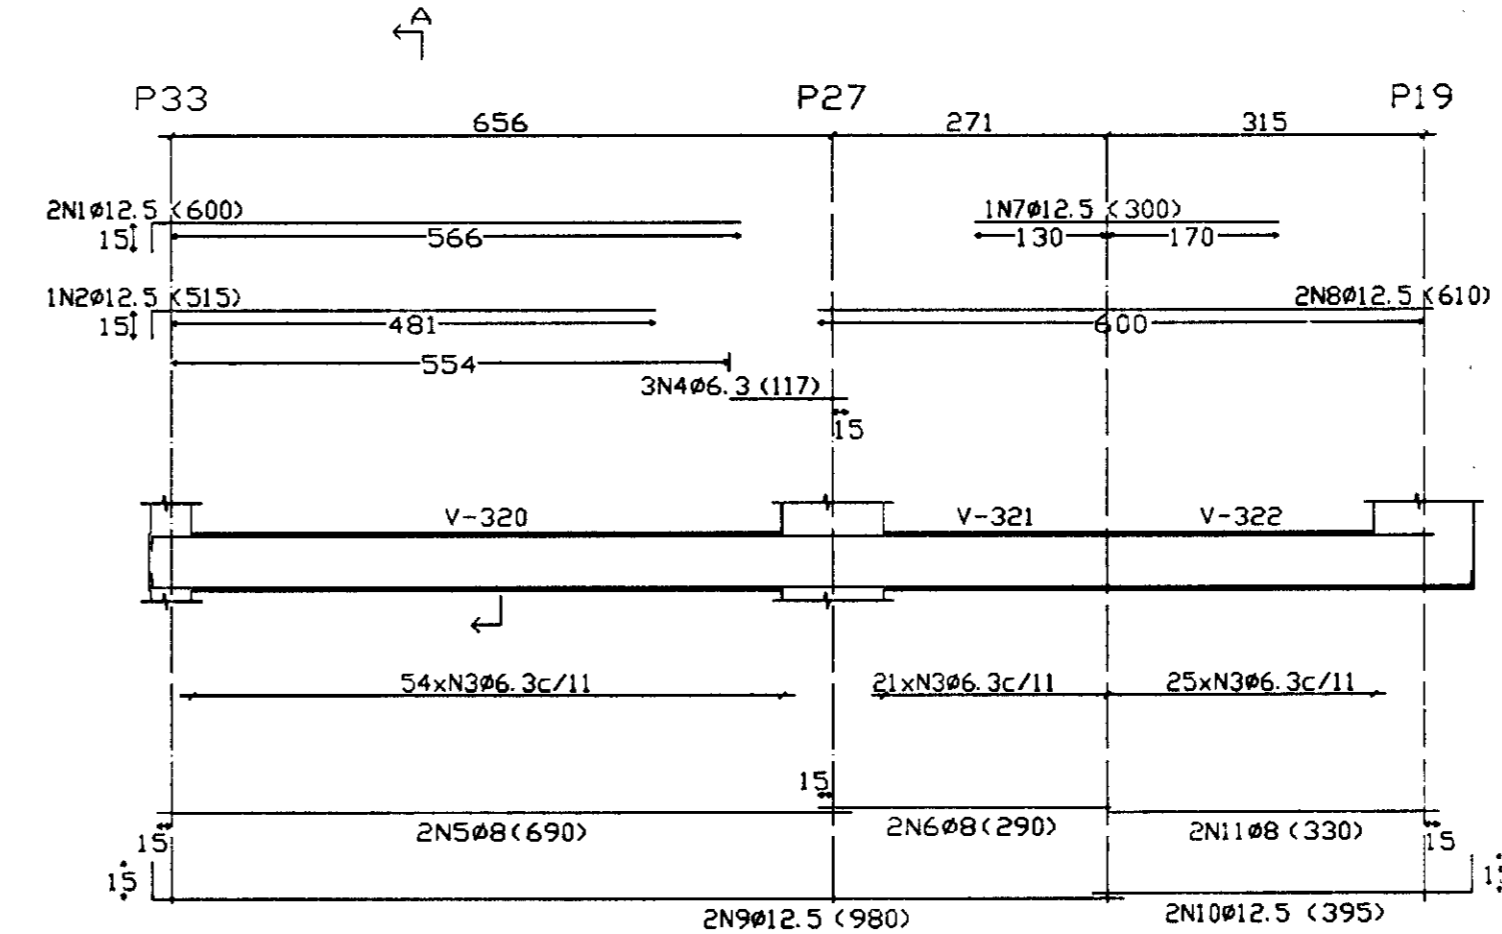 A
P33 P27 P19
656 271 315
2N1ø12.5 (600) 1N7ø12.5 (300)
15 566 130 170
1N2ø12.5 (515) 2N8ø12.5 (610)
15 481 600
554
3N4ø6.3 (117)
15
V-320 V-321 V-322
54xN3ø6.3c/11 21xN3ø6.3c/11 25xN3ø6.3c/11
15
2N5ø8(690) 2N6ø8(290) 2N11ø8 (330)
15 15
15
2N9ø12.5 (980) 2N10ø12.5 (395)